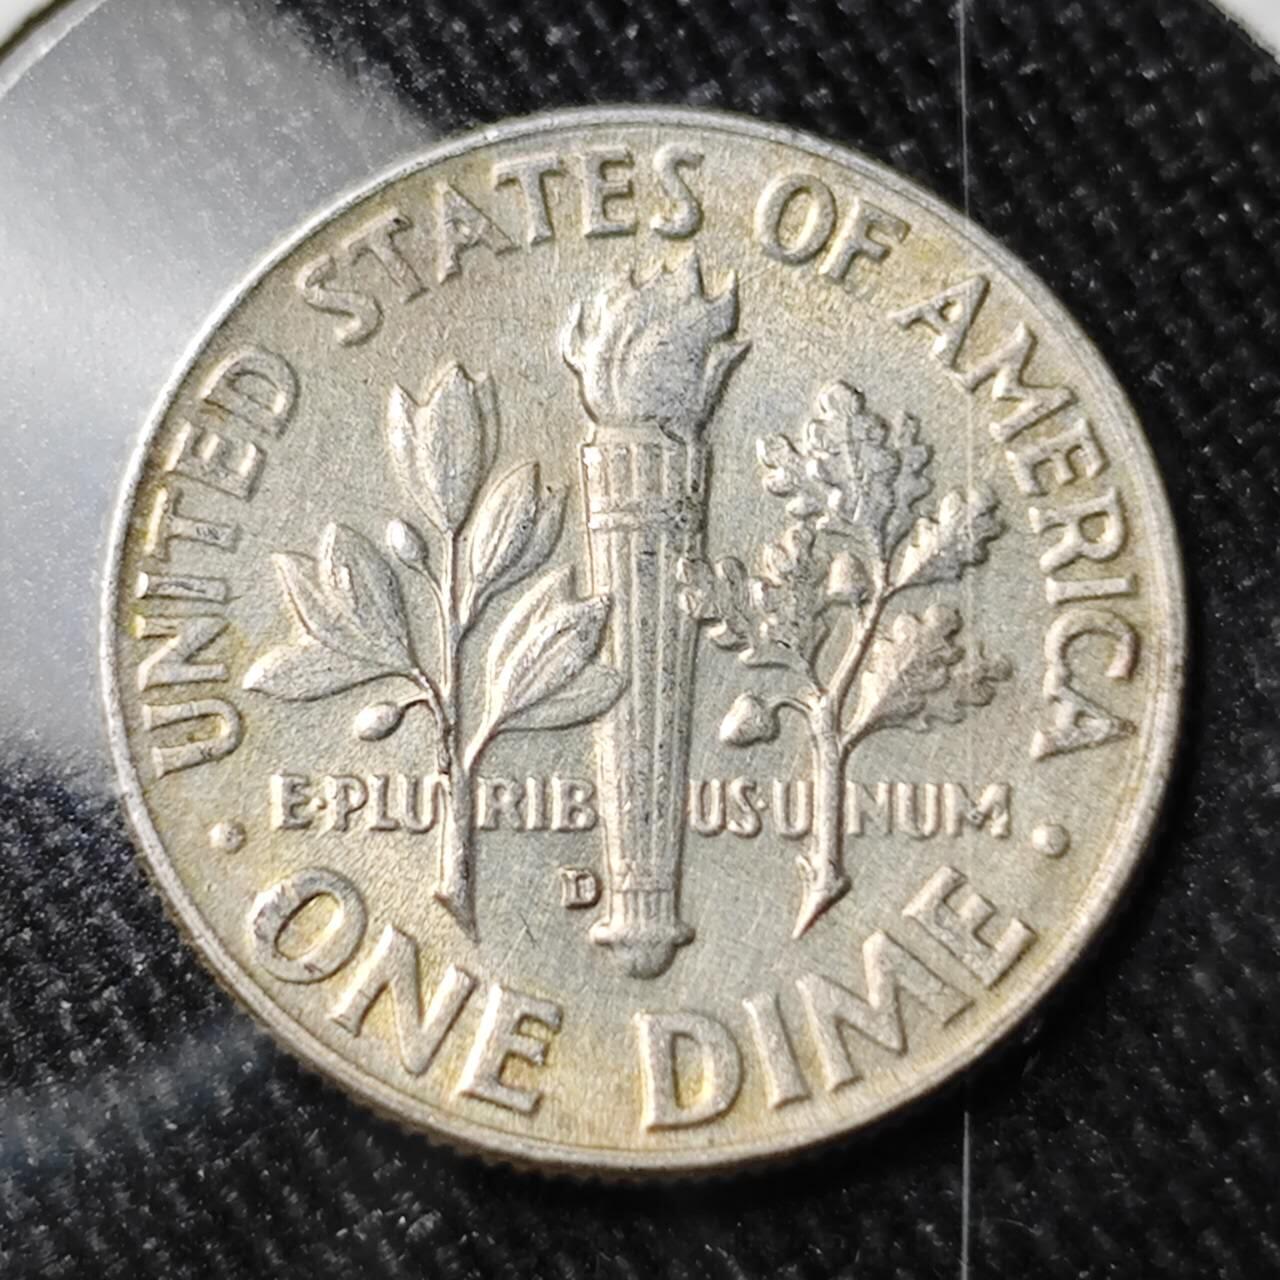 UNITED STATES OF AMERICA
E·PLURIBUS·UNUM
D
· ONE DIME ·